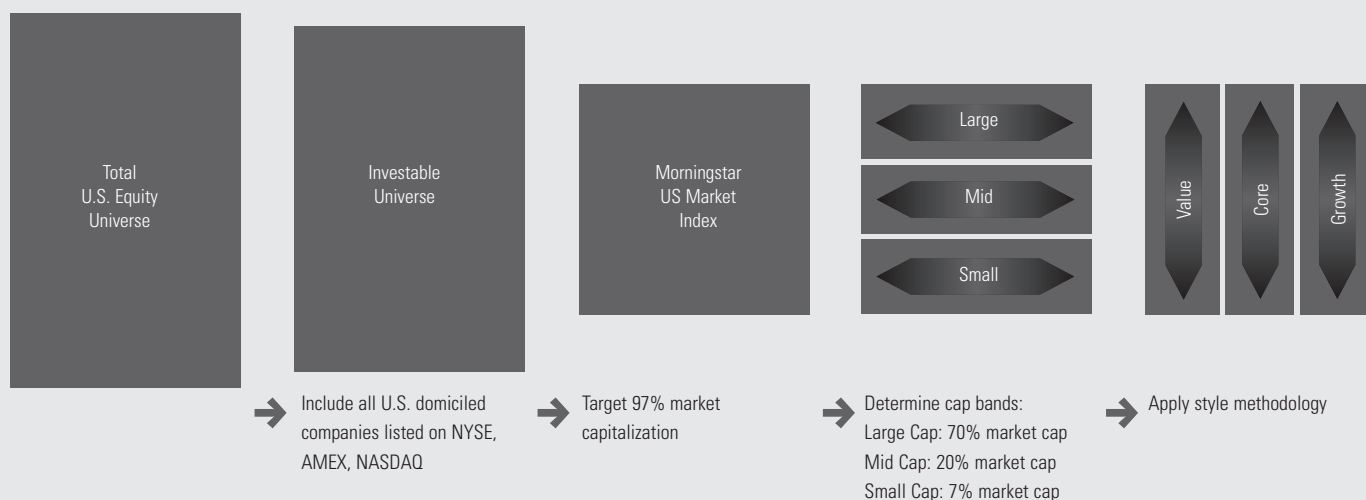 Total
U.S. Equity
Universe
Investable
Universe
Morningstar
US Market
Index
Large
Mid
Small
Value
Core
Growth
Include all U.S. domiciled
companies listed on NYSE,
AMEX, NASDAQ
Target 97% market
capitalization
Determine cap bands:
Large Cap: 70% market cap
Mid Cap: 20% market cap
Small Cap: 7% market cap
Apply style methodology